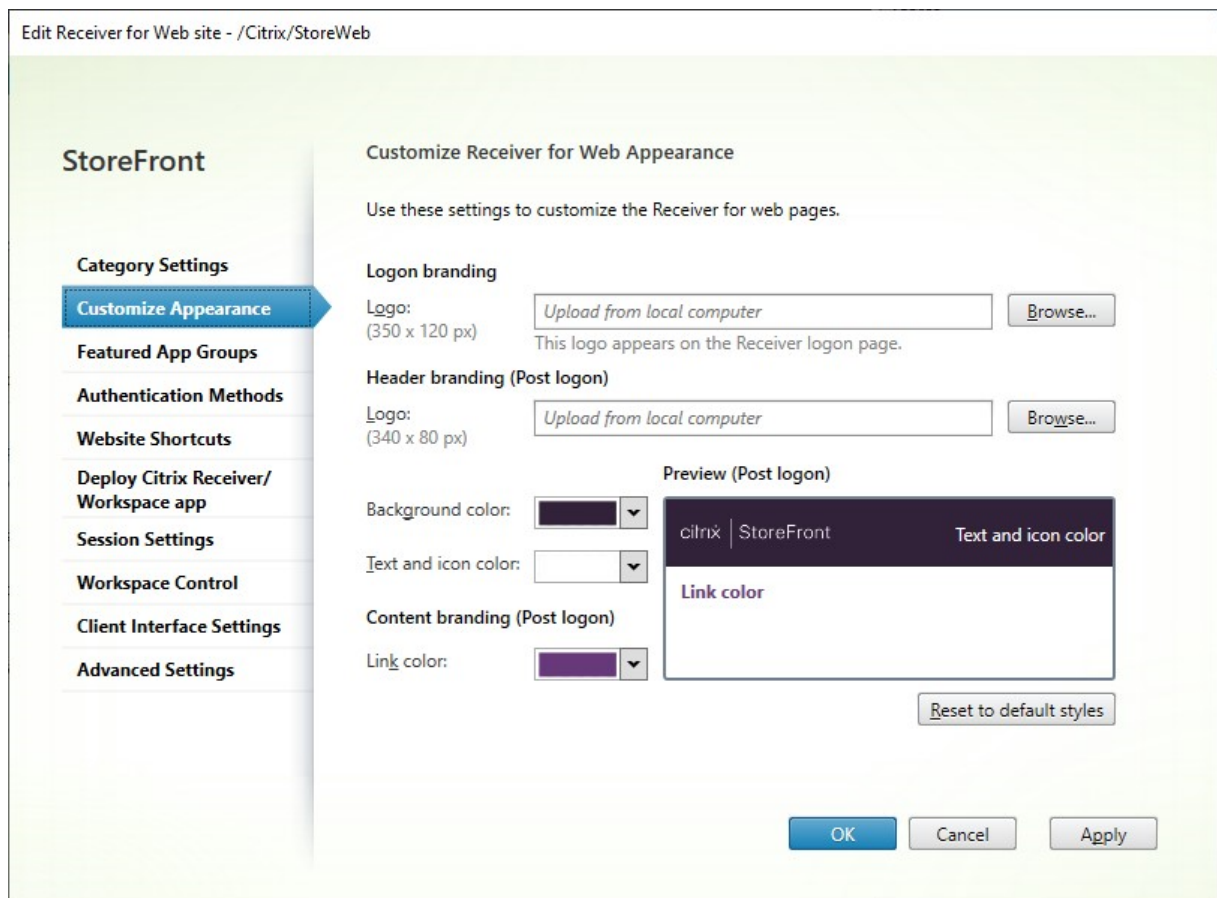 Edit Receiver for Web site - /Citrix/StoreWeb
StoreFront
Category Settings
Customize Appearance
Featured App Groups
Authentication Methods
Website Shortcuts
Deploy Citrix Receiver/
Workspace app
Session Settings
Workspace Control
Client Interface Settings
Advanced Settings
Customize Receiver for Web Appearance
Use these settings to customize the Receiver for web pages.
Logon branding
Logo:
(350 x 120 px)
Upload from local computer
Browse...
This logo appears on the Receiver logon page.
Header branding (Post logon)
Logo:
(340 x 80 px)
Upload from local computer
Browse...
Background color:
Text and icon color:
Content branding (Post logon)
Link color:
Preview (Post logon)
citrix | StoreFront
Text and icon color
Link color
Reset to default styles
OK
Cancel
Apply